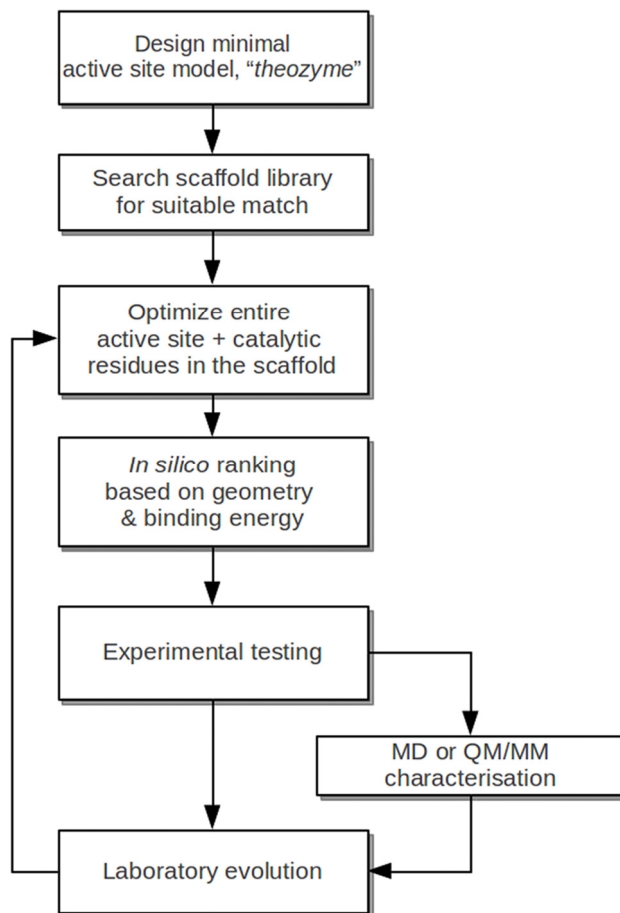 Design minimal
active site model, “theozyme”
Search scaffold library
for suitable match
Optimize entire
active site + catalytic
residues in the scaffold
In silico ranking
based on geometry
& binding energy
Experimental testing
MD or QM/MM
characterisation
Laboratory evolution